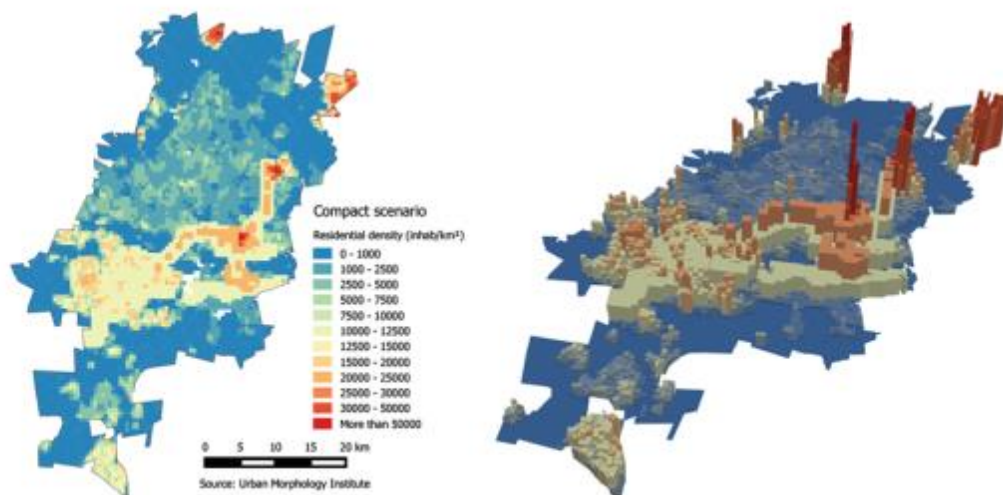 Compact scenario
Residential density (inhab/km²)
0 - 1000
1000 - 2500
2500 - 5000
5000 - 7500
7500 - 10000
10000 - 12500
12500 - 15000
15000 - 20000
20000 - 25000
25000 - 30000
30000 - 50000
More than 50000
0 5 10 15 20 km
Source: Urban Morphology Institute